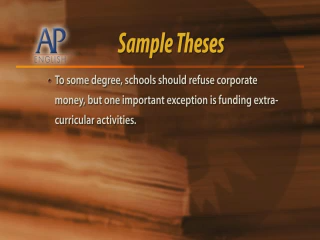 AP
ENGLISH
Sample Theses
• To some degree, schools should refuse corporate
money, but one important exception is funding extra-
curricular activities.